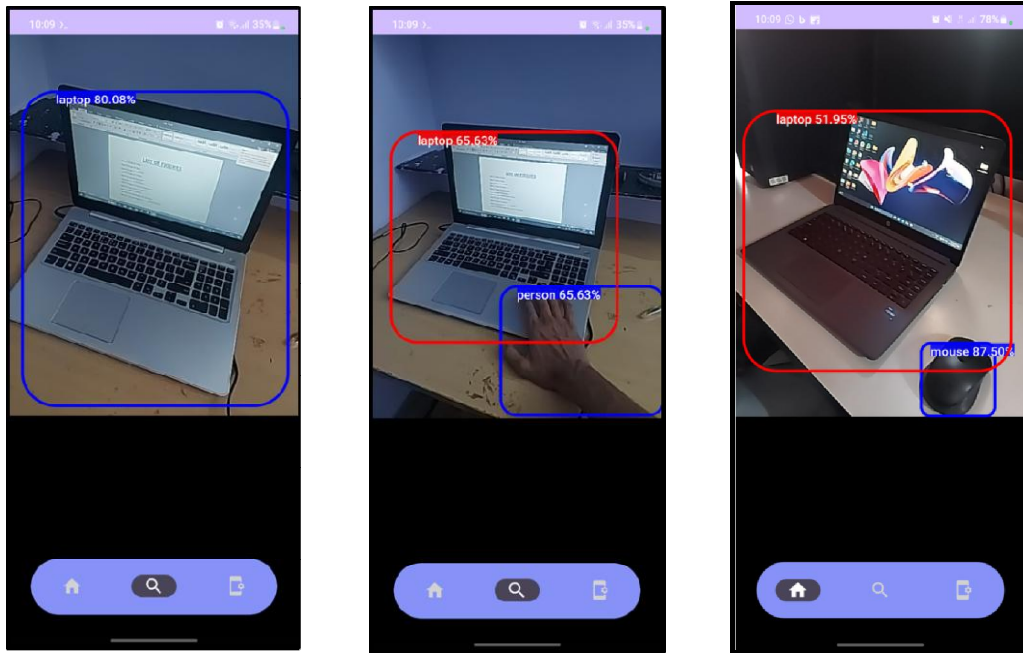 10:09
35%
laptop 80.08%
10:09
35%
laptop 65.63%
person 65.63%
10:09
78%
laptop 51.95%
mouse 87.50%